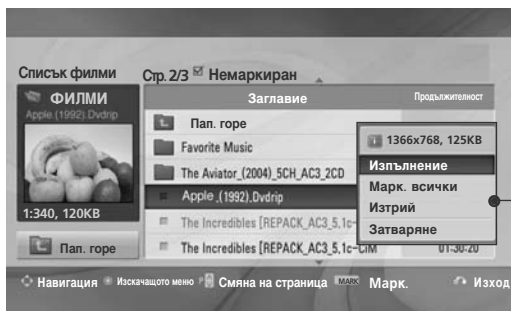 Списък филми
Стр. 2/3 Немаркиран
ФИЛМИ
Apple.(1992).Dvdrip
1:340, 120KB
Пап. горе
Заглавие
Продължителност
Пап. горе
Favorite Music
The Aviator_(2004)_5CH_AC3_2CD
Apple .(1992).Dvdrip
The Incredibles [REPACK_AC3_5,1c-
The Incredibles [REPACK_AC3_5,1c-CiM 01-30-20
1366x768, 125KB
Изпълнение
Марк. всички
Изтрий
Затваряне
Навигация Изскачащото меню Смяна на страница MARK Марк. Изход